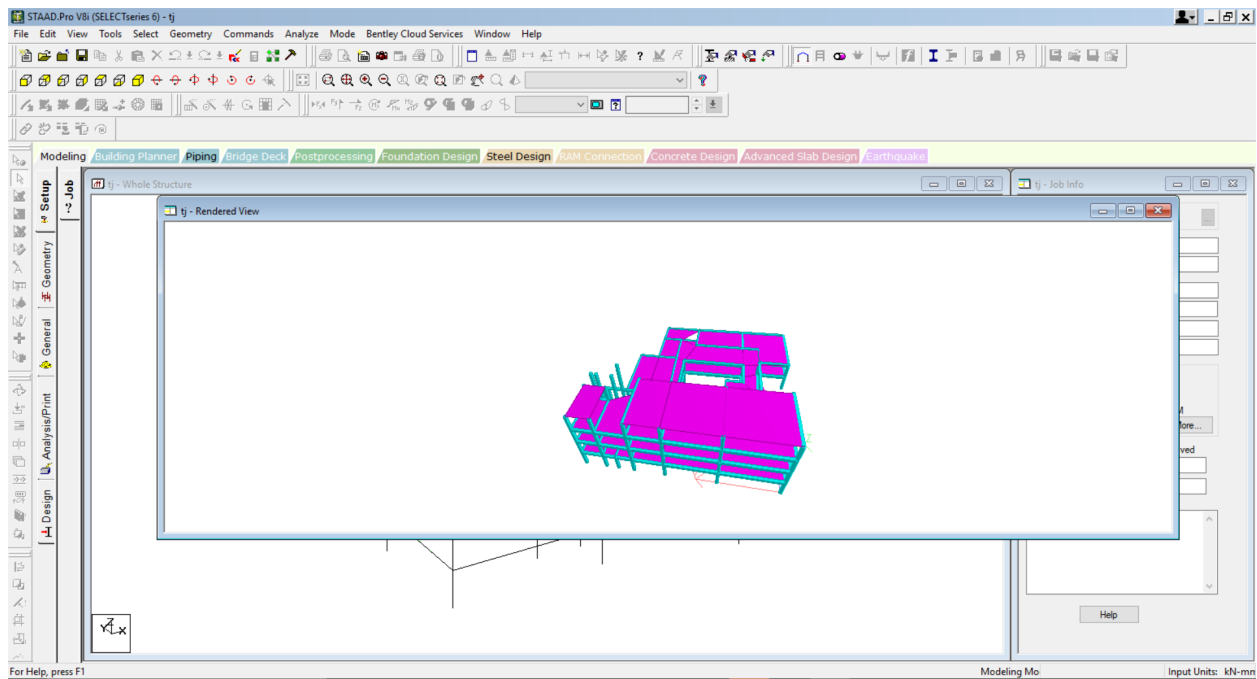 STAAD.Pro V8i (SELECTseries 6) - tj
File Edit View Tools Select Geometry Commands Analyze Mode Bentley Cloud Services Window Help
Modeling Building Planner Piping Bridge Deck Postprocessing Foundation Design Steel Design RAM Connection Concrete Design Advanced Slab Design Earthquake
Setup
Geometry
General
Analysis/Print
Design
Job
tj - Whole Structure
tj - Job Info
tj - Rendered View
Help
For Help, press F1
Modeling Mo
Input Units: kN-mm